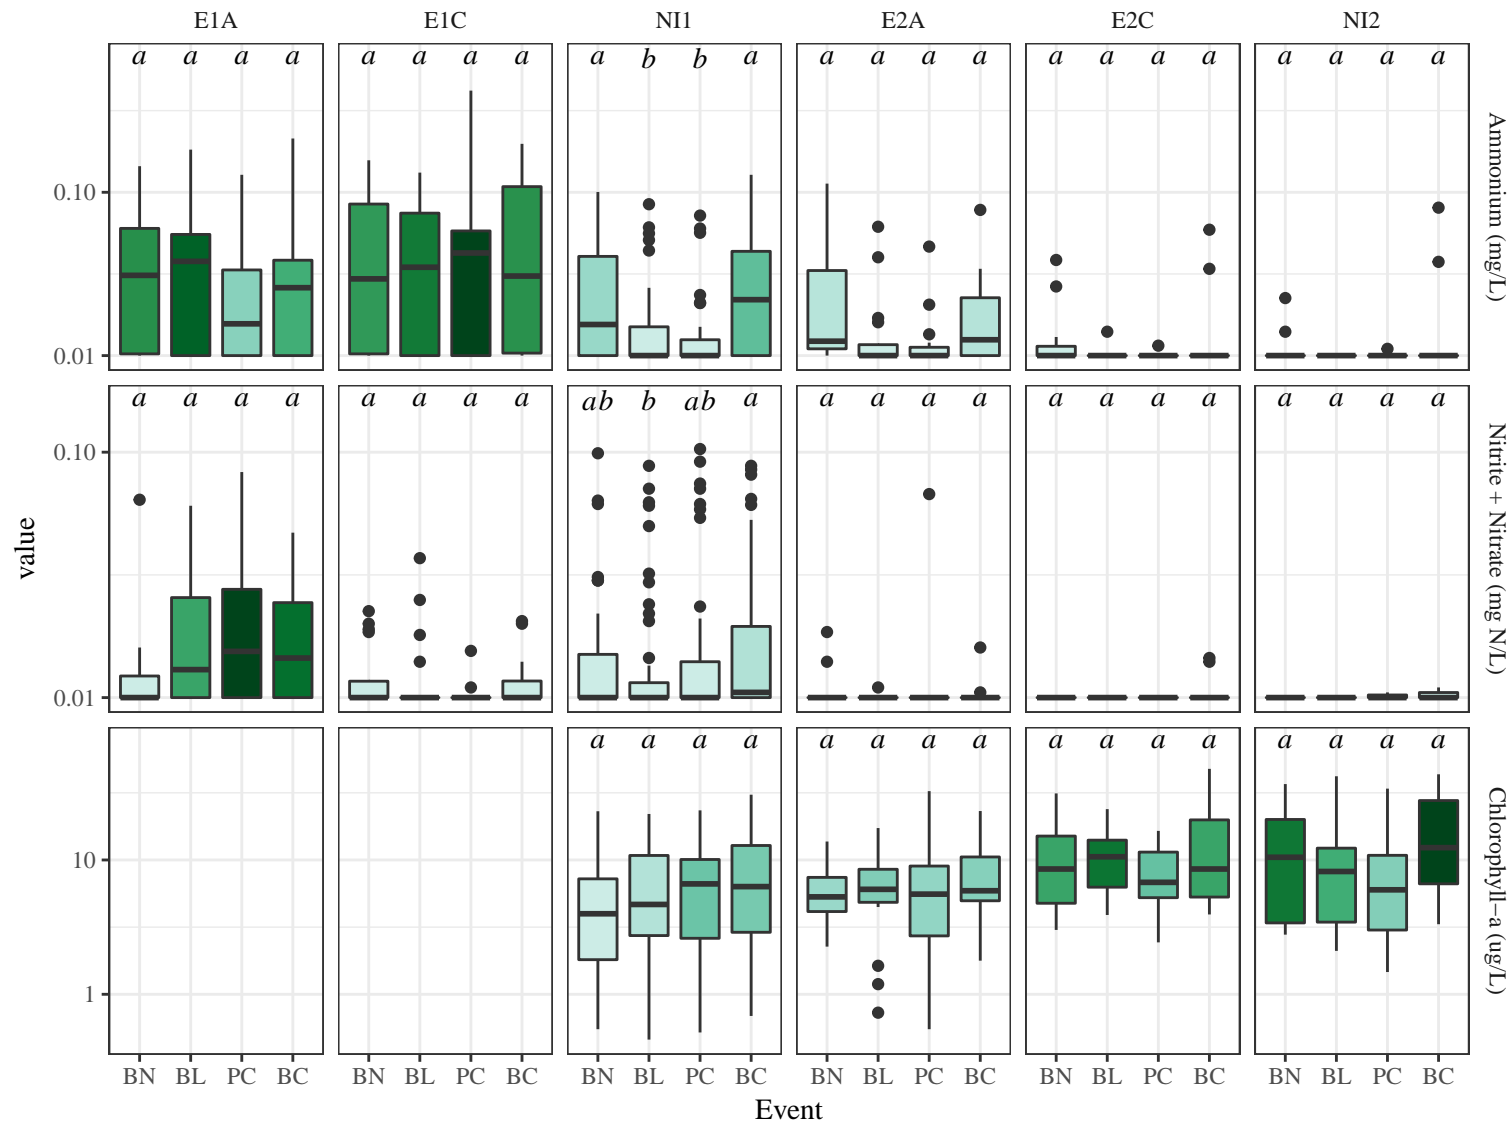 E1A E1C NI1 E2A E2C NI2
a a a a a a a a a b b a a a a a a a a a a a a a
0.10
0.01
Ammonium (mg/L)
a a a a a a a a ab b ab a a a a a a a a a a a a a
0.10
0.01
Nitrite + Nitrate (mg N/L)
a a a a a a a a a a a a a a a a
10
1
Chlorophyll−a (ug/L)
value
BN BL PC BC BN BL PC BC BN BL PC BC BN BL PC BC BN BL PC BC BN BL PC BC
Event